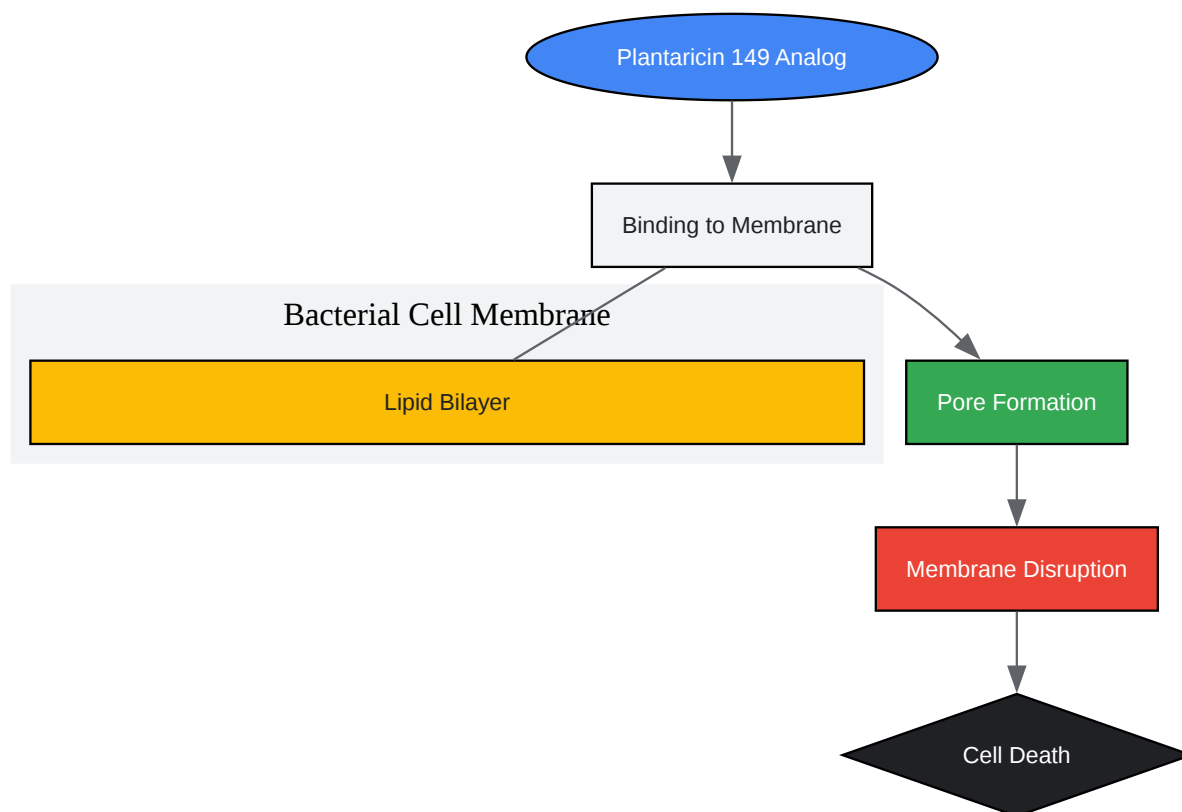 Plantaricin 149 Analog
Binding to Membrane
Bacterial Cell Membrane
Lipid Bilayer
Pore Formation
Membrane Disruption
Cell Death